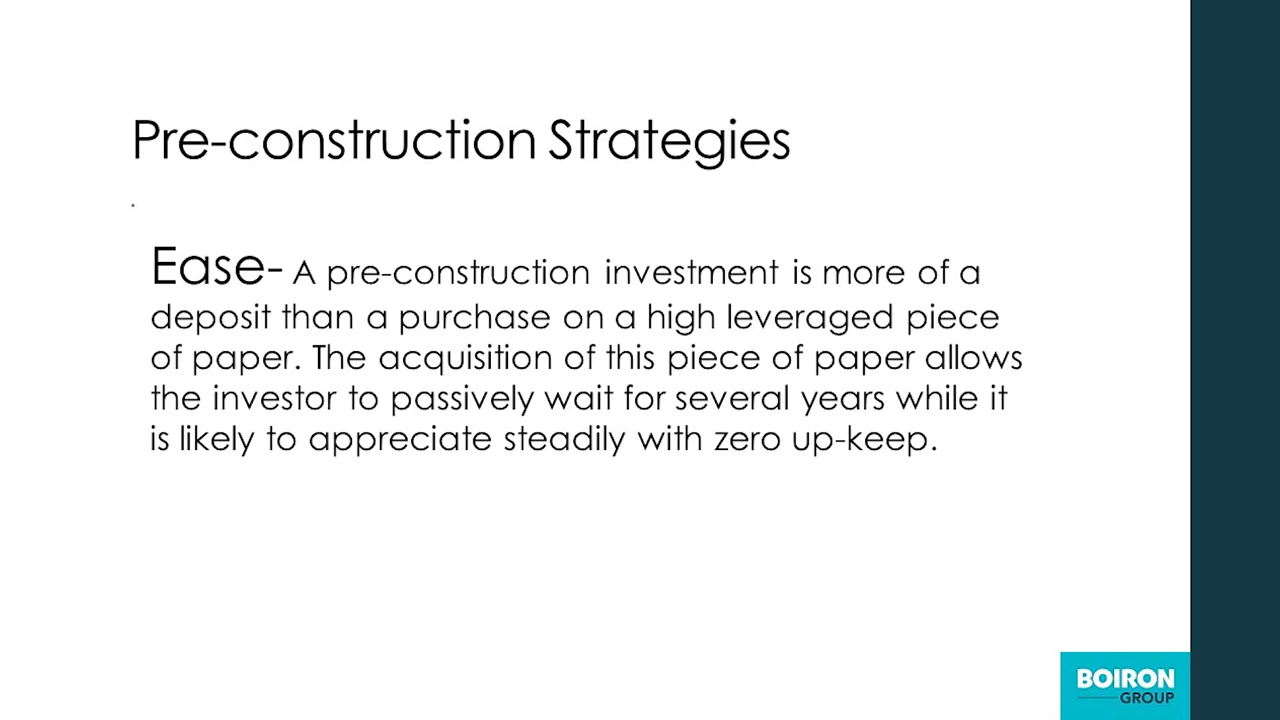 Pre-construction Strategies
Ease- A pre-construction investment is more of a
deposit than a purchase on a high leveraged piece
of paper. The acquisition of this piece of paper allows
the investor to passively wait for several years while it
is likely to appreciate steadily with zero up-keep.
BOIRON
GROUP